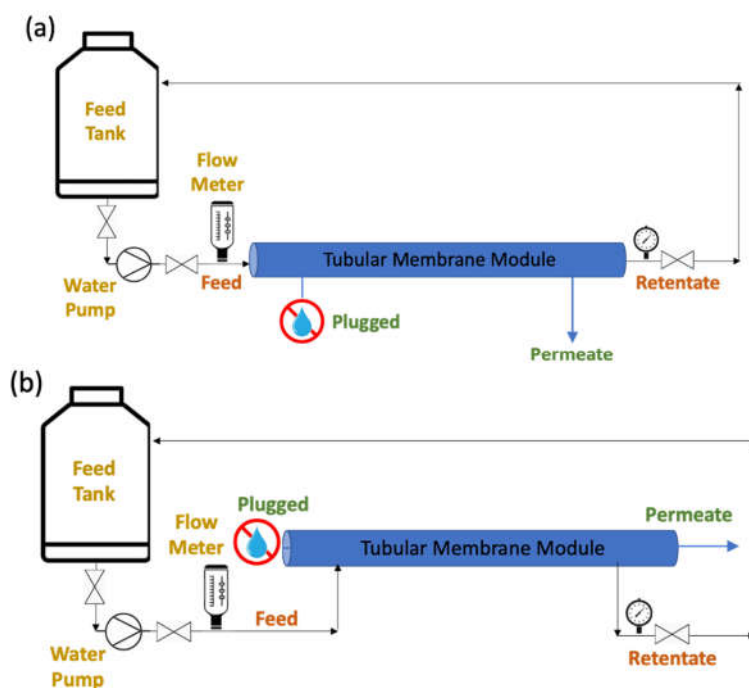 (a)
Feed
Tank
Flow
Meter
Tubular Membrane Module
Water
Pump
Feed
Retentate
Plugged
Permeate
(b)
Feed
Tank
Plugged
Flow
Meter
Permeate
Tubular Membrane Module
Feed
Water
Pump
Retentate